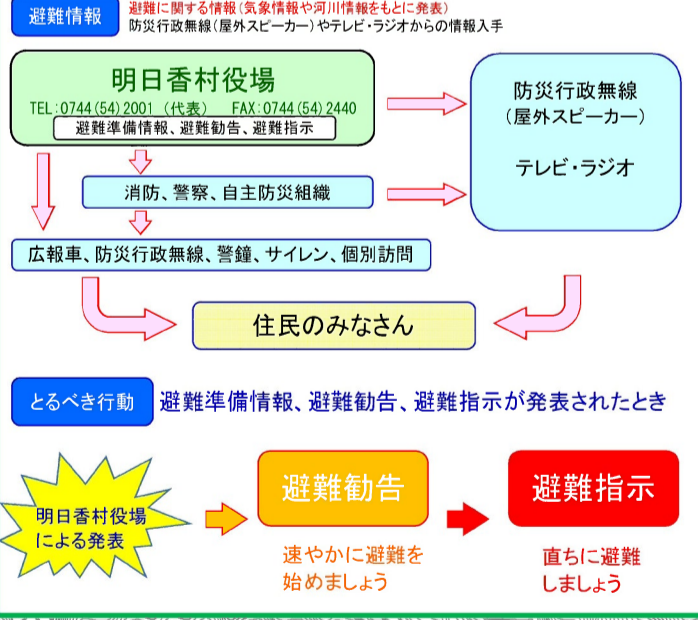 避難情報
避難に関する情報(気象情報や河川情報をもとに発表)
防災行政無線(屋外スピーカー)やテレビ・ラジオからの情報入手
明日香村役場
TEL:0744(54)2001 (代表) FAX:0744(54)2440
避難準備情報、避難勧告、避難指示
防災行政無線
(屋外スピーカー)
テレビ・ラジオ
消防、警察、自主防災組織
広報車、防災行政無線、警鐘、サイレン、個別訪問
住民のみなさん
とるべき行動
避難準備情報、避難勧告、避難指示が発表されたとき
明日香村役場
による発表
避難勧告
速やかに避難を
始めましょう
避難指示
直ちに避難
しましょう